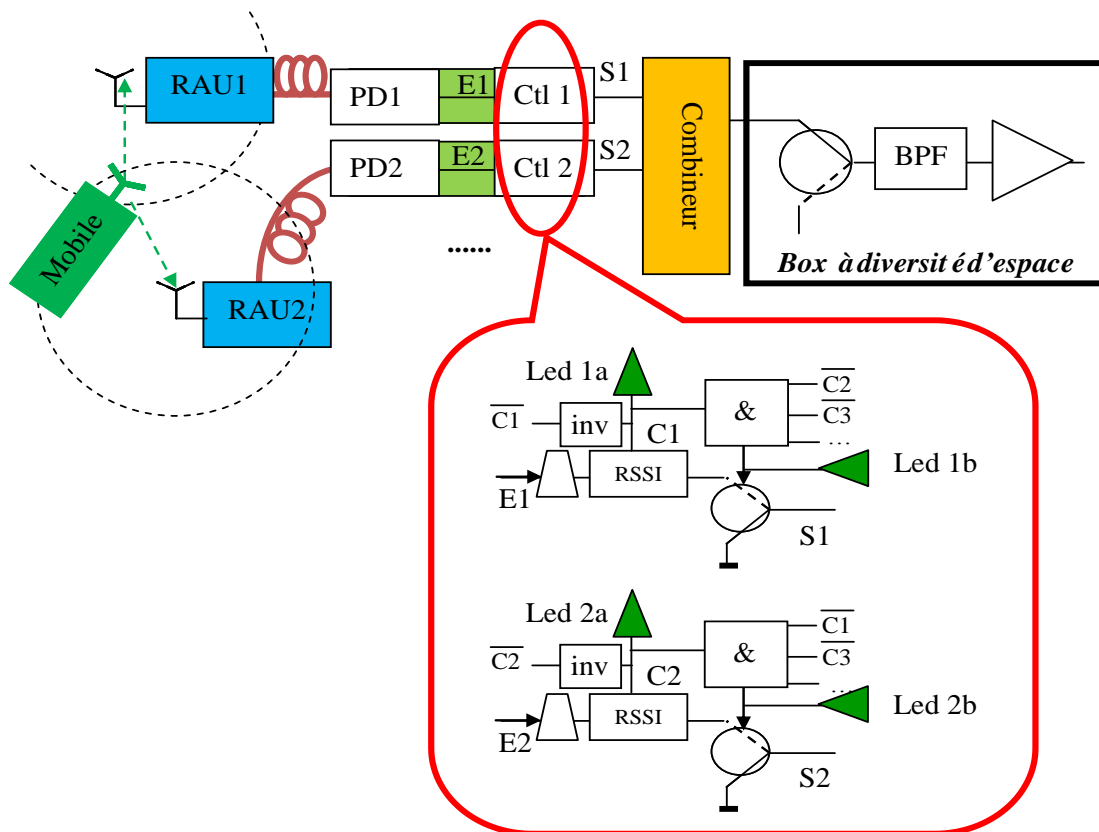 RAU1
PD1
E1
Ctl 1
S1
PD2
E2
Ctl 2
S2
Combineur
BPF
Box à diversité d'espace
Mobile
RAU2
......
Led 1a
C1
inv
C1
&
C2
C3
...
Led 1b
E1
RSSI
S1
Led 2a
C2
inv
C2
&
C1
C3
...
Led 2b
E2
RSSI
S2